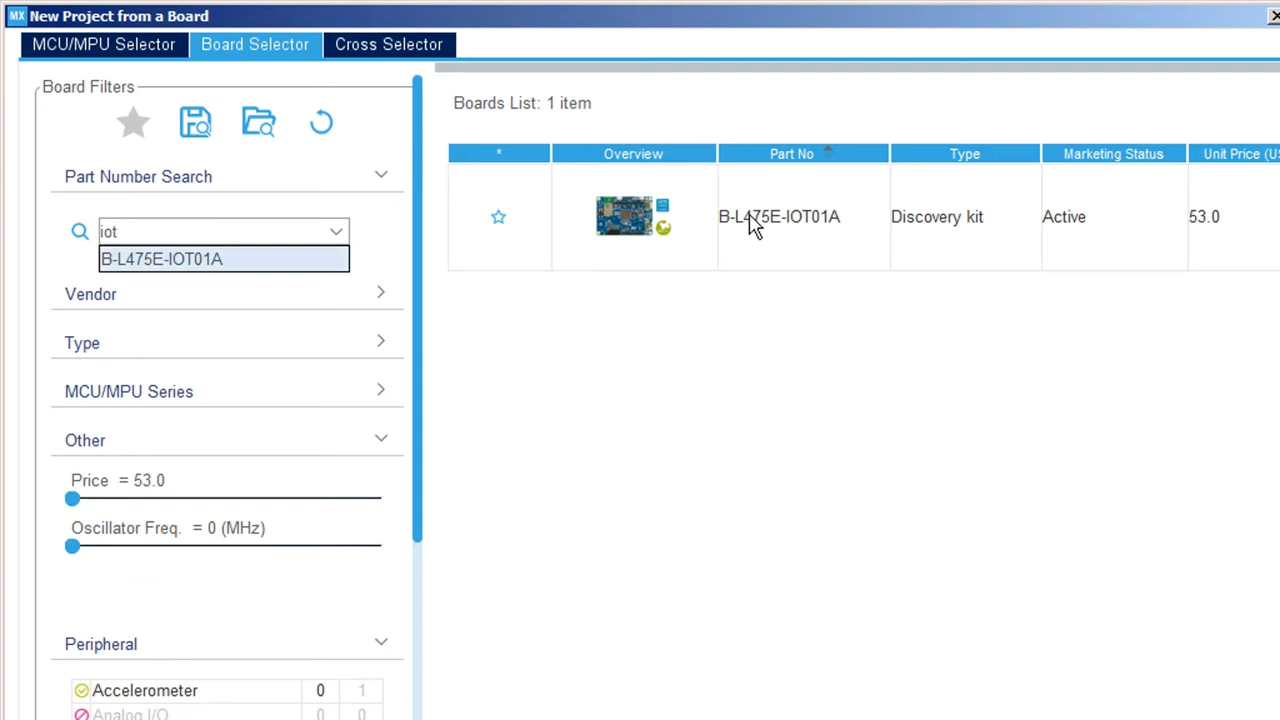 MX New Project from a Board
MCU/MPU Selector Board Selector Cross Selector
Board Filters
Part Number Search
iot
B-L475E-IOT01A
Vendor
Type
MCU/MPU Series
Other
Price = 53.0
Oscillator Freq. = 0 (MHz)
Peripheral
Accelerometer 0 1
Analog I/O 0 0
Boards List: 1 item
* Overview Part No Type Marketing Status Unit Price (US
B-L475E-IOT01A Discovery kit Active 53.0